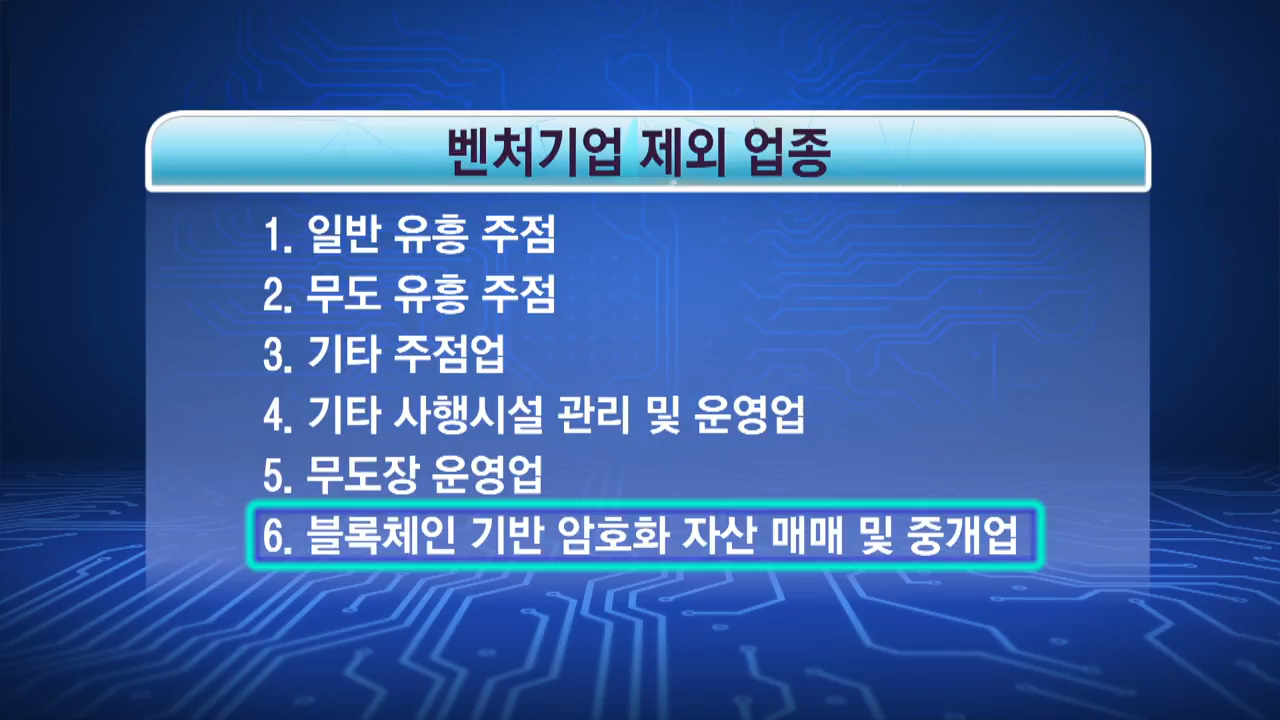 벤처기업 제외 업종
1. 일반 유흥 주점
2. 무도 유흥 주점
3. 기타 주점업
4. 기타 사행시설 관리 및 운영업
5. 무도장 운영업
6. 블록체인 기반 암호화 자산 매매 및 중개업